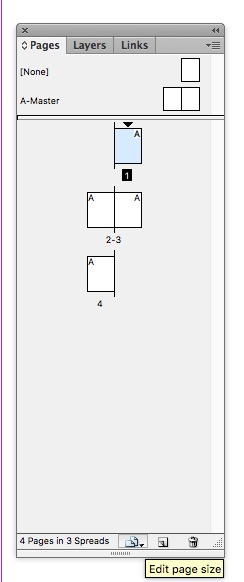 Pages Layers Links
[None]
A-Master
A
1
A A
2-3
A
4
4 Pages in 3 Spreads
Edit page size